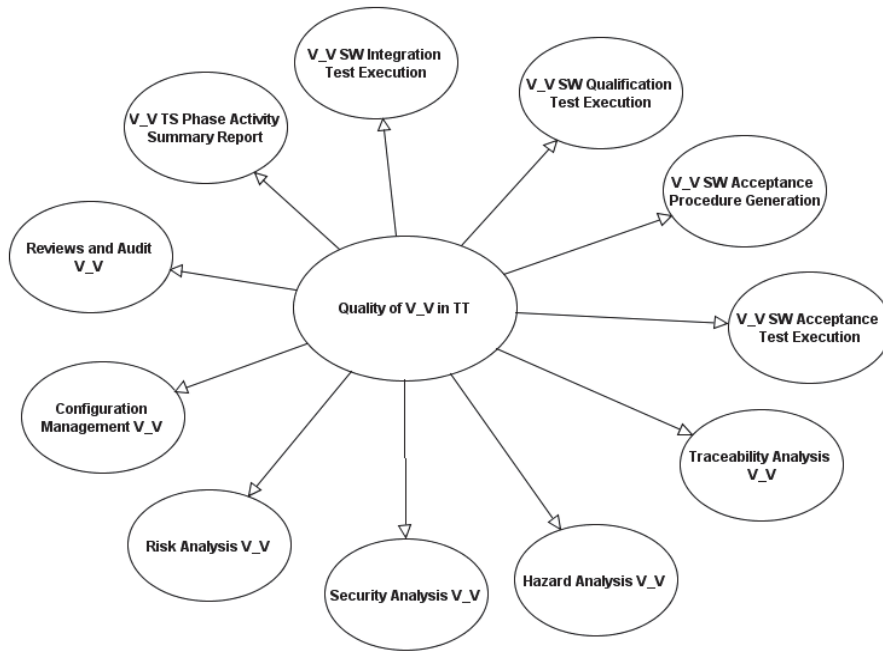 V_V SW Integration
Test Execution
V_V SW Qualification
Test Execution
V_V TS Phase Activity
Summary Report
V_V SW Acceptance
Procedure Generation
Reviews and Audit
V_V
Quality of V_V in TT
V_V SW Acceptance
Test Execution
Configuration
Management V_V
Traceability Analysis
V_V
Risk Analysis V_V
Security Analysis V_V
Hazard Analysis V_V